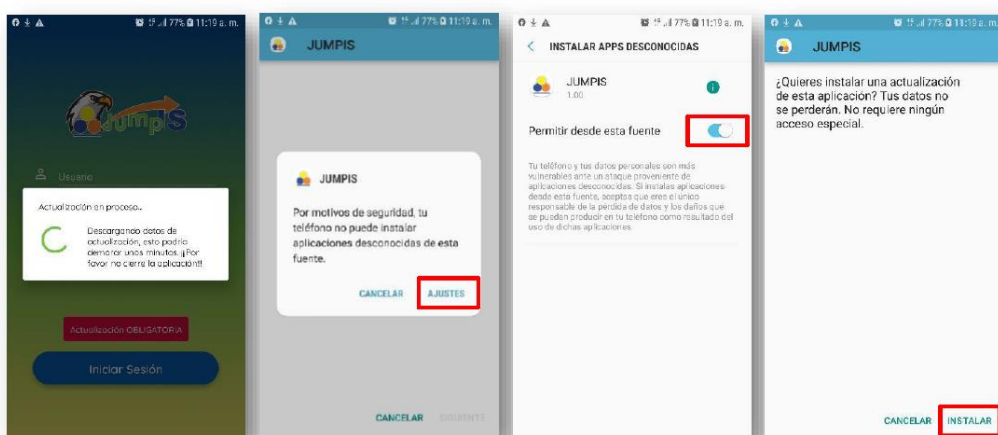 77% 11:19 a. m.
JumpIS
Usuario
Actualización en proceso..
Descargando datos de
actualización, esto podría
demorar unos minutos. ¡¡Por
favor no cierre la aplicación!!
Actualización OBLIGATORIA
Iniciar Sesión
77% 11:19 a. m.
JUMPIS
JUMPIS
Por motivos de seguridad, tu
teléfono no puede instalar
aplicaciones desconocidas de esta
fuente.
CANCELAR AJUSTES
CANCELAR SIGUIENTE
77% 11:19 a. m.
INSTALAR APPS DESCONOCIDAS
JUMPIS
1.00
Permitir desde esta fuente
Tu teléfono y tus datos personales son más
vulnerables ante un ataque proveniente de
aplicaciones desconocidas. Si instalas aplicaciones
desde esta fuente, aceptas que eres el único
responsable de la pérdida de datos y los daños que
se puedan producir en tu teléfono como resultado del
uso de dichas aplicaciones.
77% 11:19 a. m.
JUMPIS
¿Quieres instalar una actualización
de esta aplicación? Tus datos no
se perderán. No requiere ningún
acceso especial.
CANCELAR INSTALAR